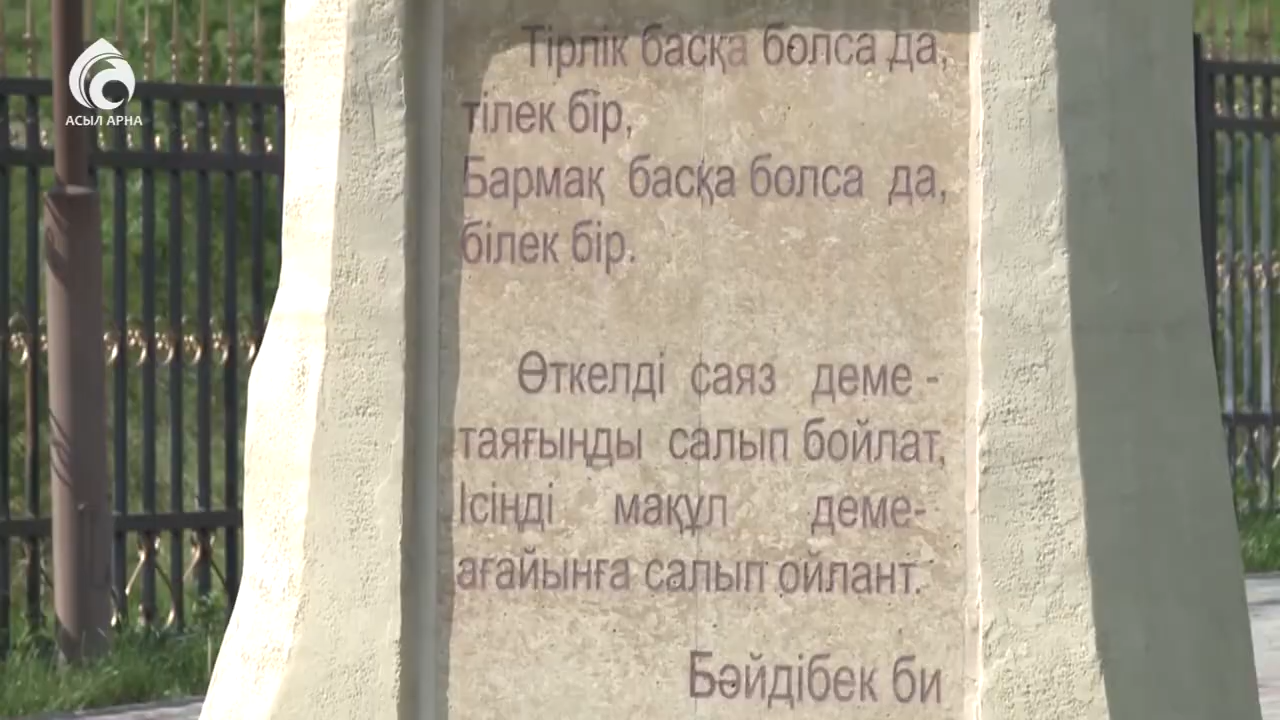 АСЫЛ АРНА
Тірлік басқа болса да,
тілек бір,
Бармақ басқа болса да,
білек бір.
Өткелді саяз деме -
таяғыңды салып бойлат,
Ісіңді мақұл деме-
ағайынға салып ойлант.
Бәйдібек би